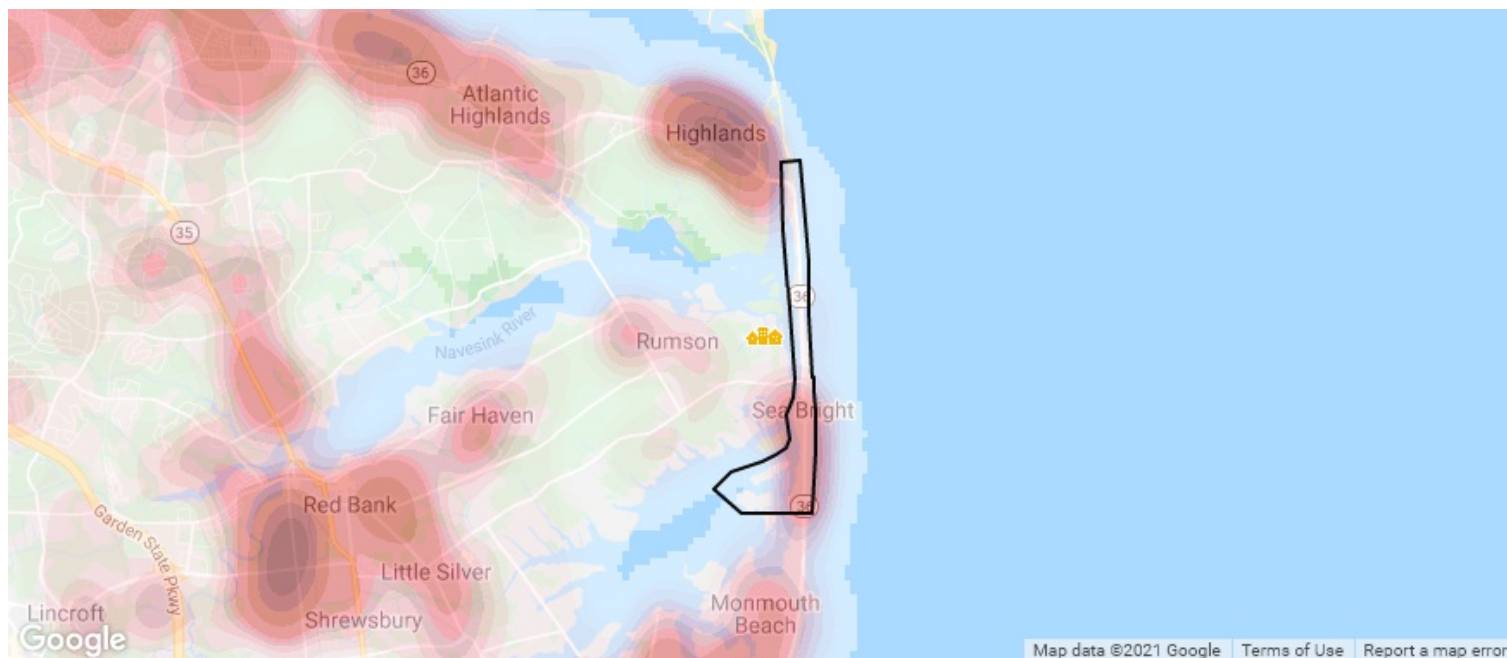 36
Atlantic
Highlands
Highlands
35
36
Navesink River
Rumson
Sea Bright
Fair Haven
Red Bank
36
Garden State Pkwy
Little Silver
Lincroft
Shrewsbury
Monmouth
Beach
Google
Map data ©2021 Google
Terms of Use
Report a map error